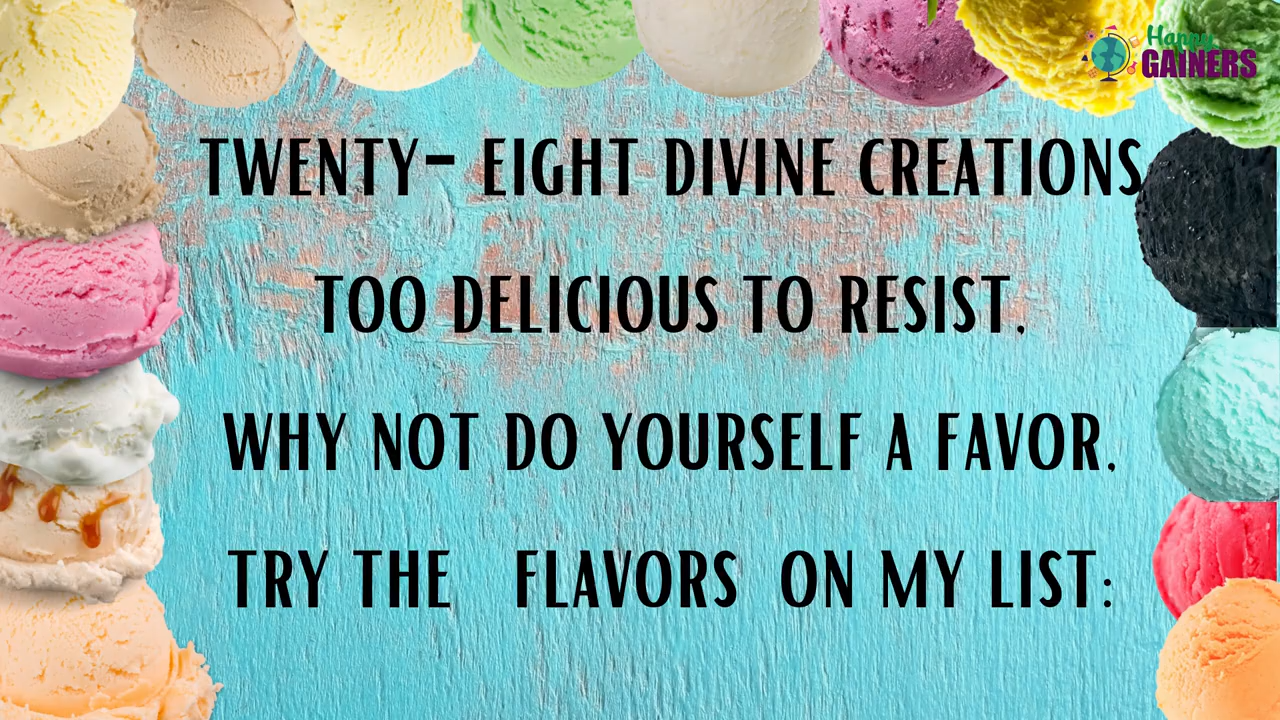 Happy
GAINERS
TWENTY- EIGHT DIVINE CREATIONS
TOO DELICIOUS TO RESIST.
WHY NOT DO YOURSELF A FAVOR,
TRY THE FLAVORS ON MY LIST: